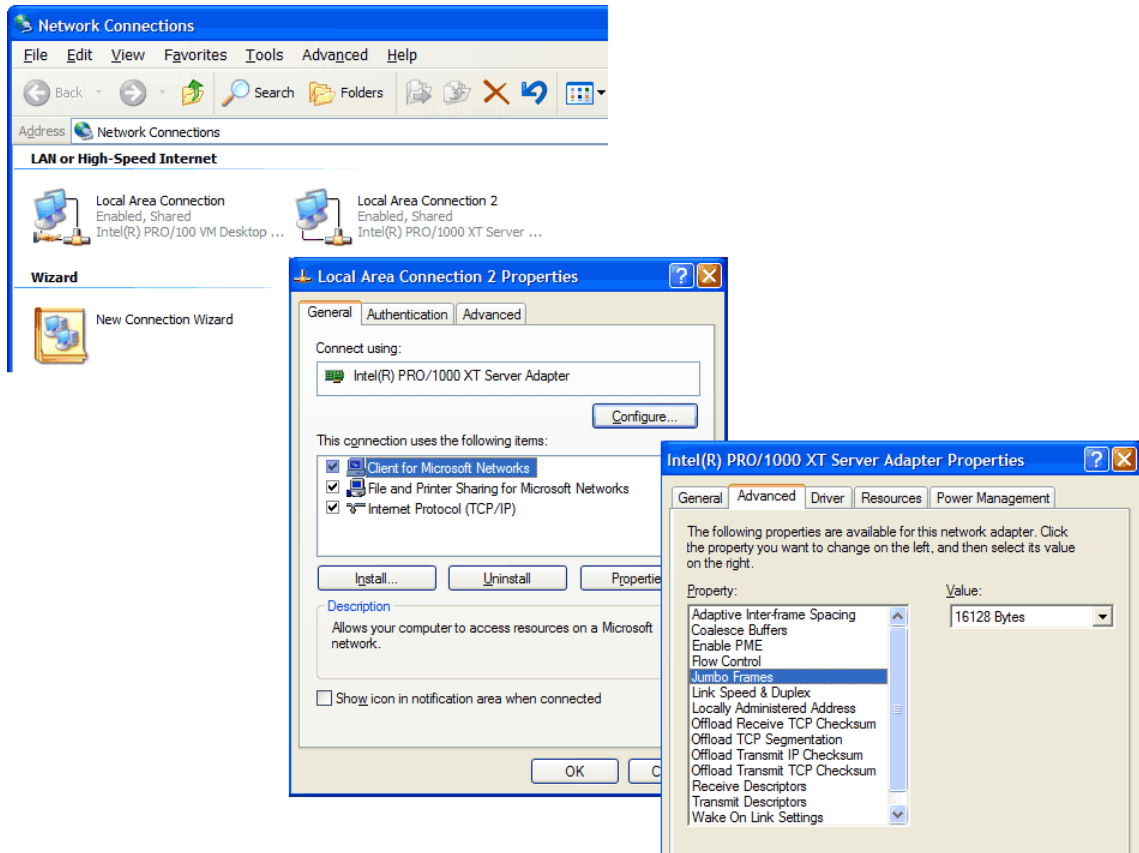 Network Connections
File Edit View Favorites Tools Advanced Help
Back Search Folders
Address Network Connections
LAN or High-Speed Internet
Local Area Connection
Enabled, Shared
Intel(R) PRO/100 VM Desktop ...
Local Area Connection 2
Enabled, Shared
Intel(R) PRO/1000 XT Server ...
Wizard
New Connection Wizard
Local Area Connection 2 Properties
General Authentication Advanced
Connect using:
Intel(R) PRO/1000 XT Server Adapter
Configure...
This connection uses the following items:
Client for Microsoft Networks
File and Printer Sharing for Microsoft Networks
Internet Protocol (TCP/IP)
Install... Uninstall Propertie
Description
Allows your computer to access resources on a Microsoft
network.
Show icon in notification area when connected
OK C
Intel(R) PRO/1000 XT Server Adapter Properties
General Advanced Driver Resources Power Management
The following properties are available for this network adapter. Click
the property you want to change on the left, and then select its value
on the right.
Property:
Adaptive Inter-frame Spacing
Coalesce Buffers
Enable PME
Flow Control
Jumbo Frames
Link Speed & Duplex
Locally Administered Address
Offload Receive TCP Checksum
Offload TCP Segmentation
Offload Transmit IP Checksum
Offload Transmit TCP Checksum
Receive Descriptors
Transmit Descriptors
Wake On Link Settings
Value:
16128 Bytes